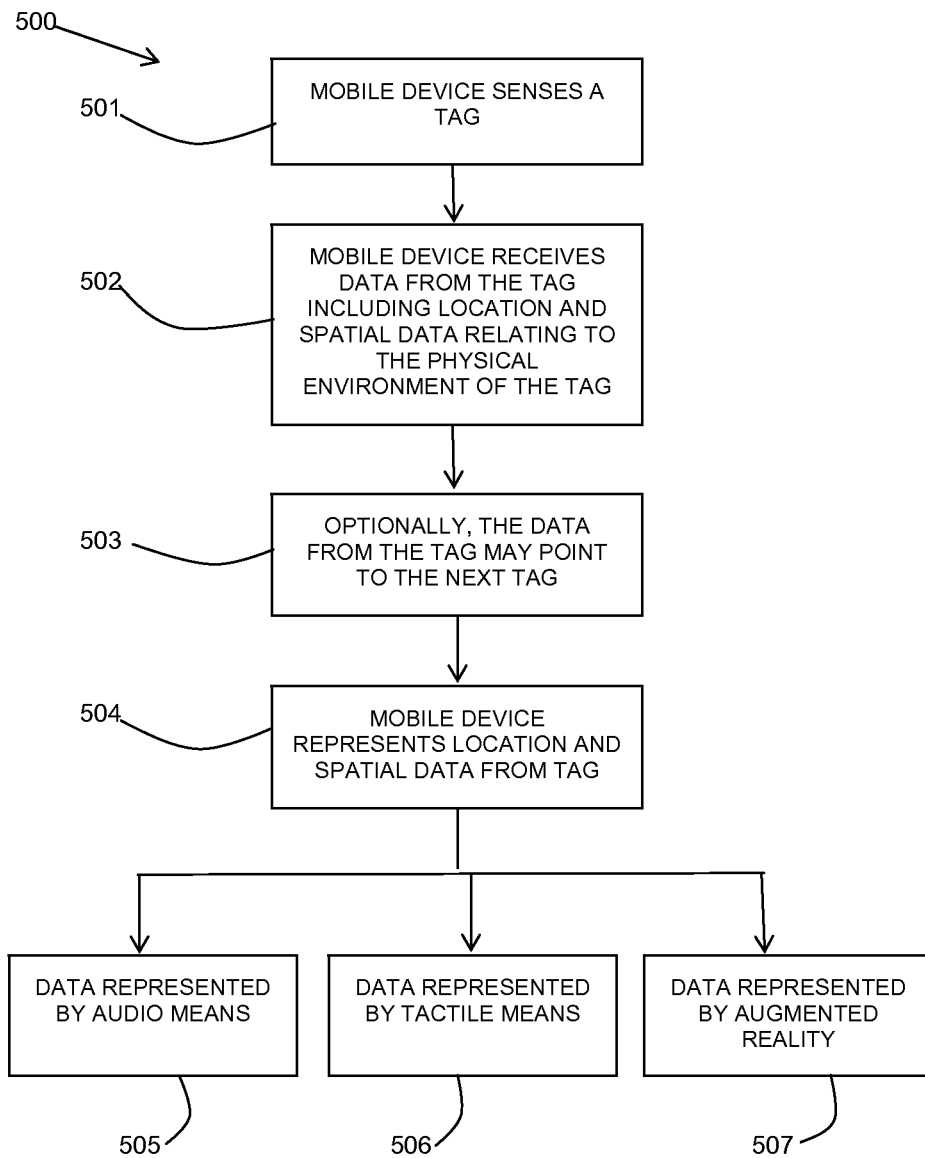 500
501
MOBILE DEVICE SENSES A
TAG
502
MOBILE DEVICE RECEIVES
DATA FROM THE TAG
INCLUDING LOCATION AND
SPATIAL DATA RELATING TO
THE PHYSICAL
ENVIRONMENT OF THE TAG
503
OPTIONALLY, THE DATA
FROM THE TAG MAY POINT
TO THE NEXT TAG
504
MOBILE DEVICE
REPRESENTS LOCATION AND
SPATIAL DATA FROM TAG
DATA REPRESENTED
BY AUDIO MEANS
DATA REPRESENTED
BY TACTILE MEANS
DATA REPRESENTED
BY AUGMENTED
REALITY
505
506
507